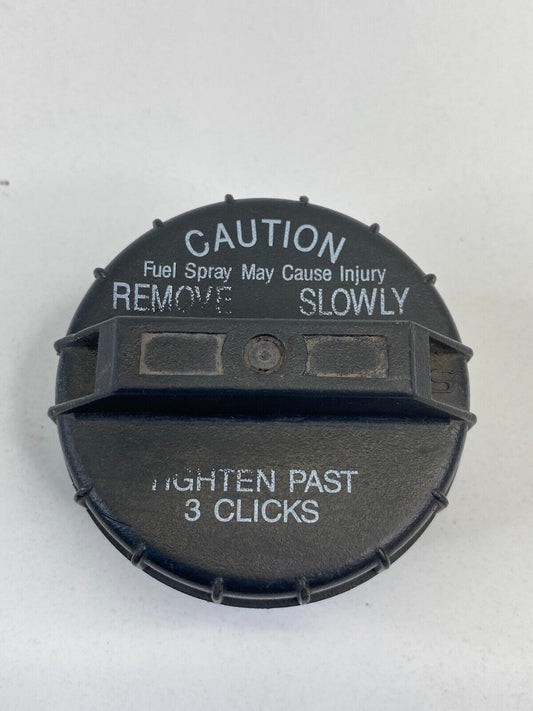 CAUTION
Fuel Spray May Cause Injury
REMOVE SLOWLY
TIGHTEN PAST
3 CLICKS